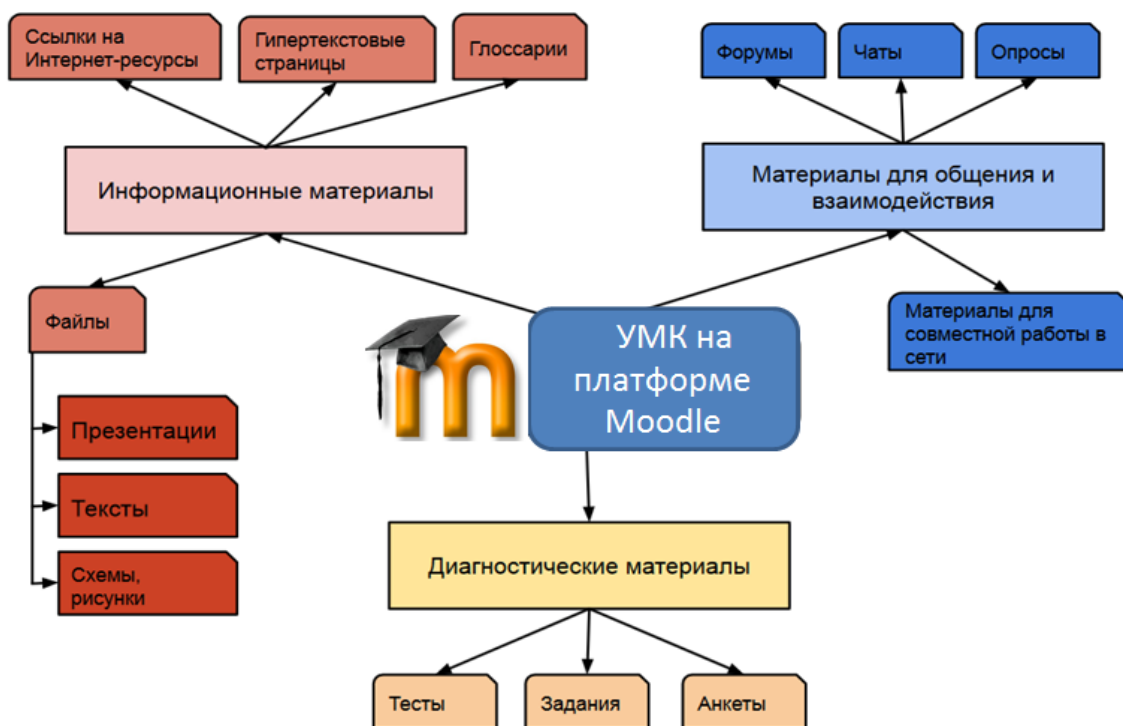 Ссылки на
Интернет-ресурсы
Гипертекстовые
страницы
Глоссарии
Форумы
Чаты
Опросы
Информационные материалы
Материалы для общения и
взаимодействия
Файлы
Материалы для
совместной работы в
сети
УМК на
платформе
Moodle
m
Презентации
Тексты
Схемы,
рисунки
Диагностические материалы
Тесты
Задания
Анкеты